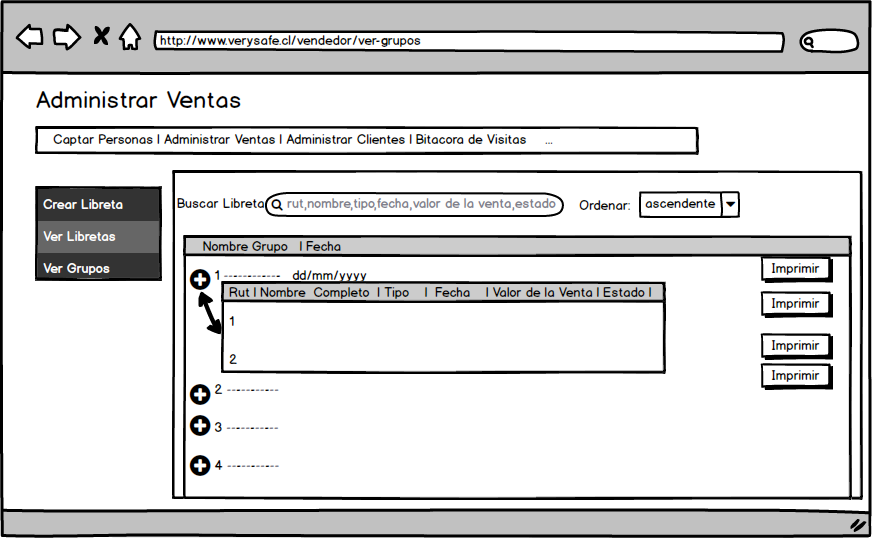 http://www.verysafe.cl/vendedor/ver-grupos
Administrar Ventas
Captar Personas | Administrar Ventas | Administrar Clientes | Bitacora de Visitas ...
Crear Libreta
Ver Libretas
Ver Grupos
Buscar Libreta rut,nombre,tipo,fecha,valor de la venta,estado Ordenar: ascendente
Nombre Grupo | Fecha
1 ------------ dd/mm/yyyy Imprimir
Rut | Nombre Completo | Tipo | Fecha | Valor de la Venta | Estado |
Imprimir
1
Imprimir
2
Imprimir
2 -----------
3 -----------
4 -----------